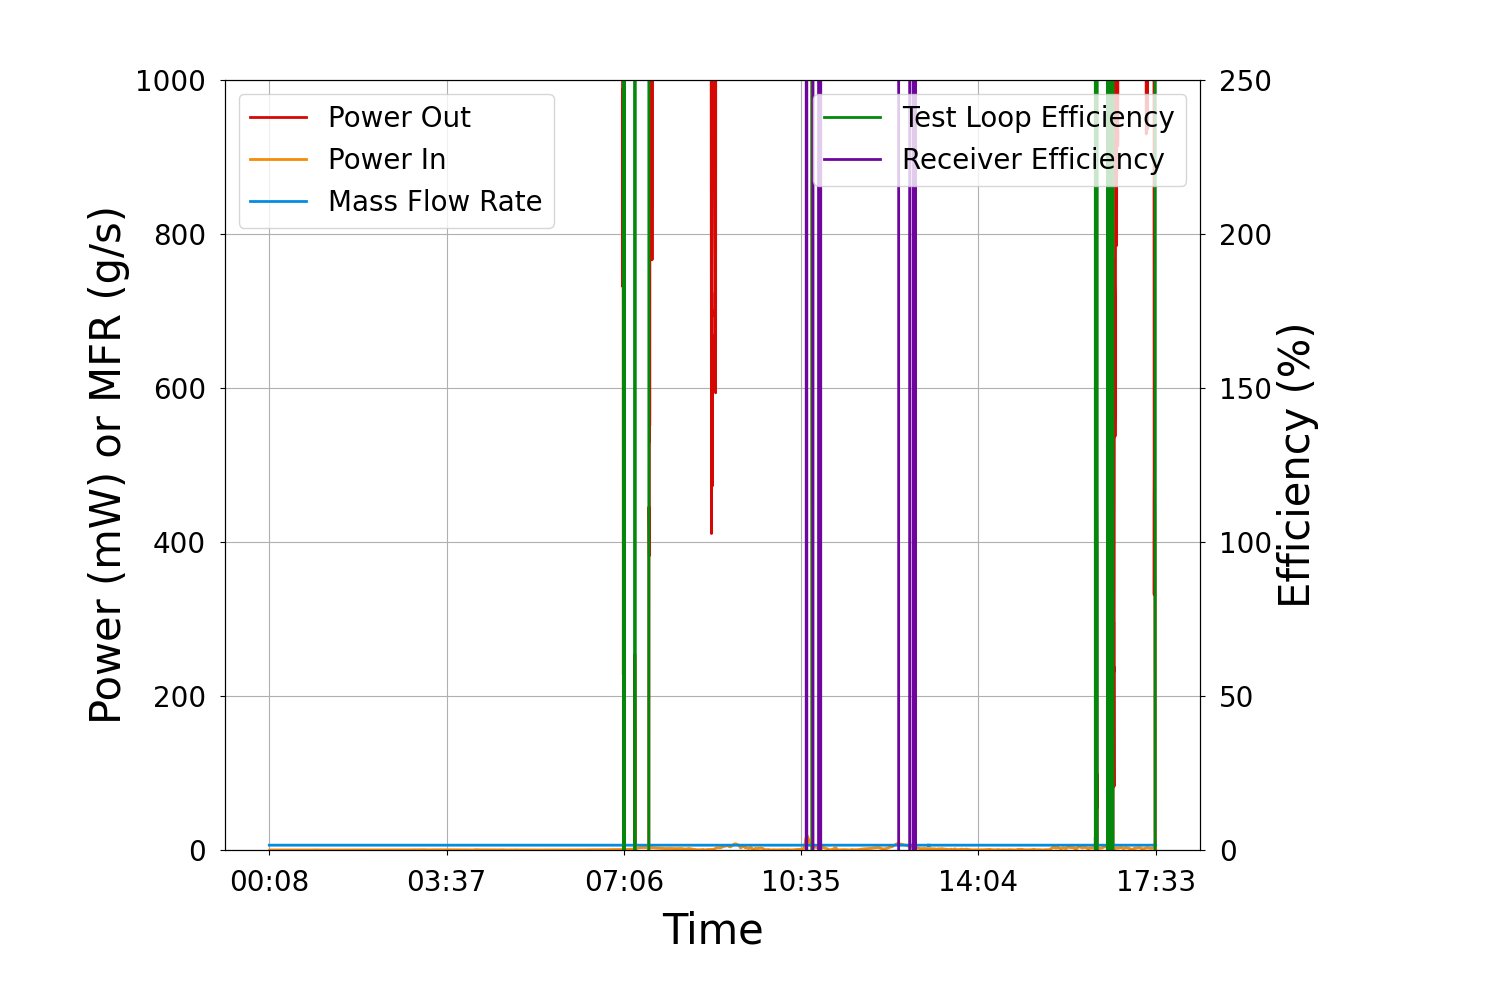 1000
800
600
400
200
0
Power (mW) or MFR (g/s)
Power Out
Power In
Mass Flow Rate
Test Loop Efficiency
Receiver Efficiency
250
200
150
100
50
0
Efficiency (%)
00:08 03:37 07:06 10:35 14:04 17:33
Time